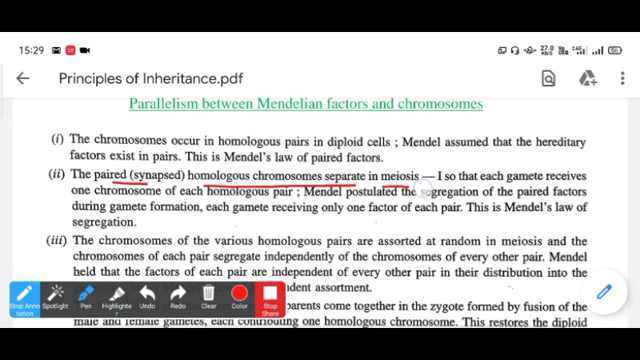 15:29
27.0
KB/S
Principles of Inheritance.pdf
Parallelism between Mendelian factors and chromosomes
(i) The chromosomes occur in homologous pairs in diploid cells ; Mendel assumed that the hereditary
factors exist in pairs. This is Mendel's law of paired factors.
(ii) The paired (synapsed) homologous chromosomes separate in meiosis — I so that each gamete receives
one chromosome of each homologous pair ; Mendel postulated the segregation of the paired factors
during gamete formation, each gamete receiving only one factor of each pair. This is Mendel's law of
segregation.
(iii) The chromosomes of the various homologous pairs are assorted at random in meiosis and the
chromosomes of each pair segregate independently of the chromosomes of every other pair. Mendel
held that the factors of each pair are independent of every other pair in their distribution into the
ndent assortment.
parents come together in the zygote formed by fusion of the
male and female gametes, each contributing one homologous chromosome. This restores the diploid
Stop Anno
tation
Spotlight
Pen
Highlighte
r
Undo
Redo
Clear
Color
Stop
Share